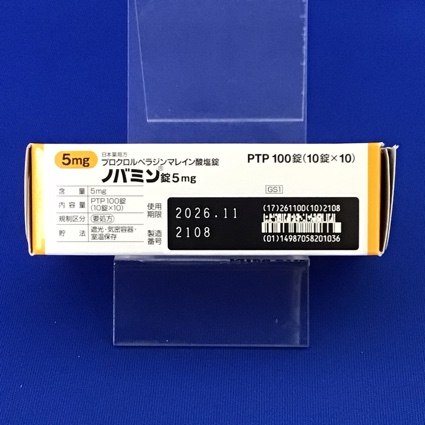 5mg
日本薬局方
プロクロルペラジンマレイン酸塩錠
ノバミン®錠5mg
PTP 100錠(10錠×10)
含量 5mg
内容量 PTP100錠
(10錠×10)
規制区分 要処方
貯法 遮光・気密容器・
室温保存
GS1
使用
期限 2026.11
製造
番号 2108
(17)261100(10)2108
(01)14987058201036